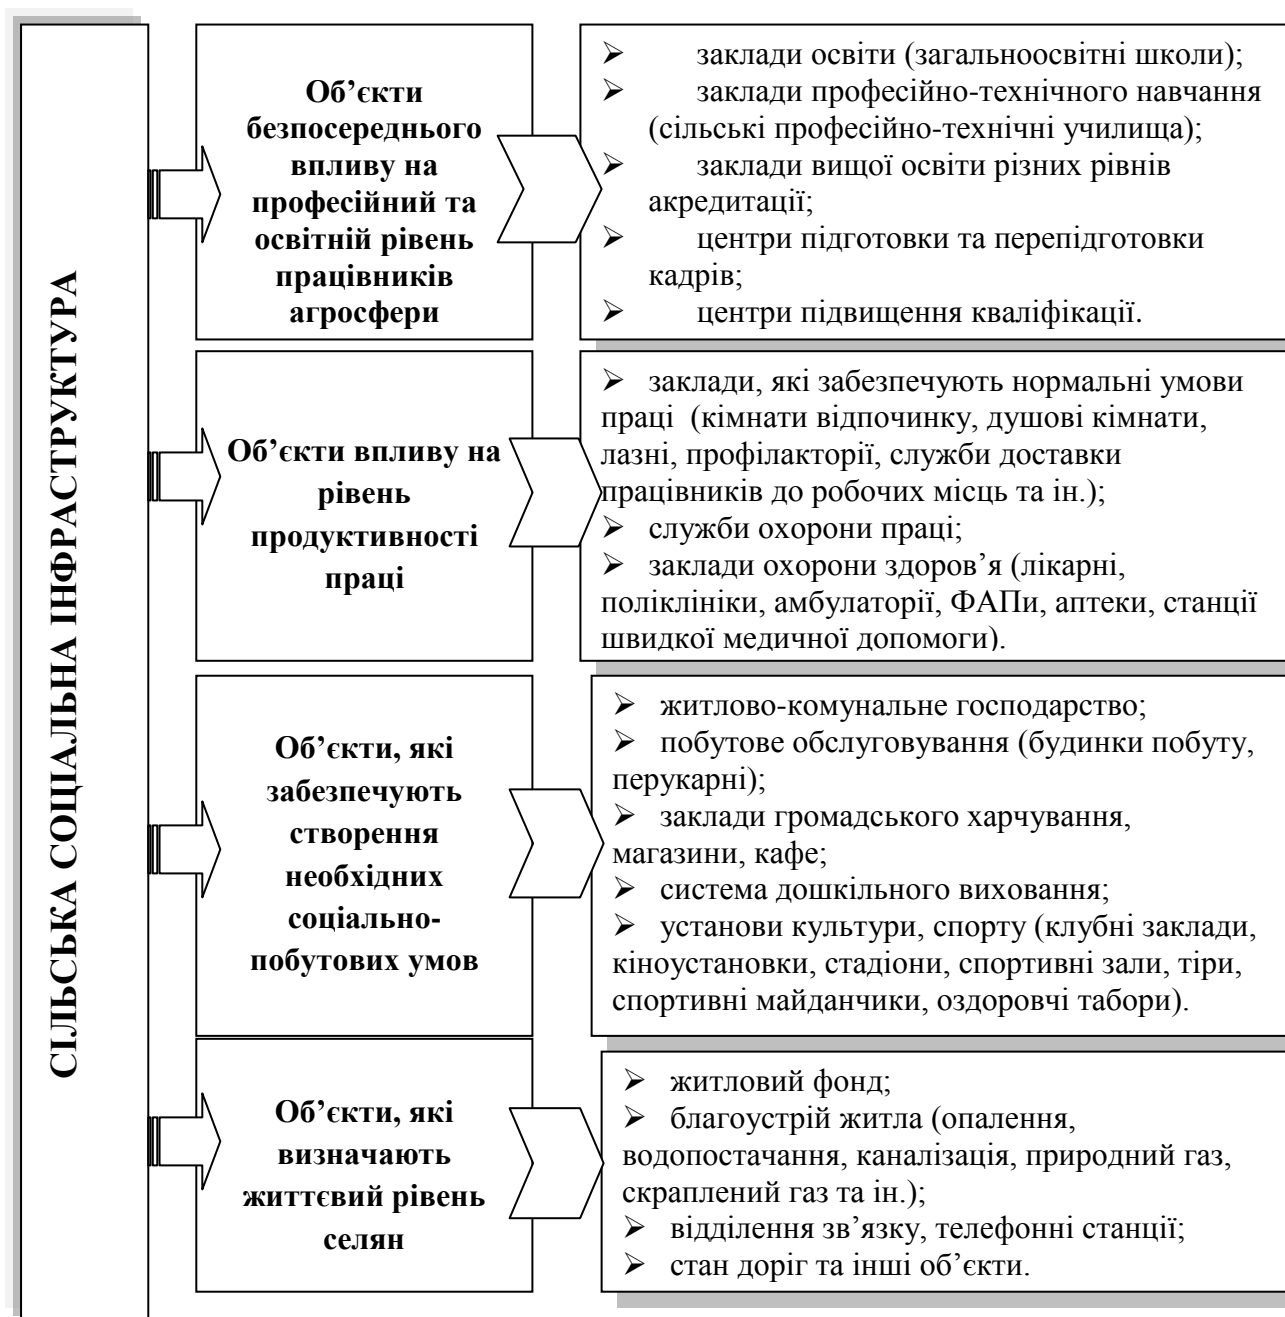 СІЛЬСЬКА СОЦІАЛЬНА ІНФРАСТРУКТУРА
Об’єкти
безпосереднього
впливу на
професійний та
освітній рівень
працівників
агросфери
➢ заклади освіти (загальноосвітні школи);
➢ заклади професійно-технічного навчання
(сільські професійно-технічні училища);
➢ заклади вищої освіти різних рівнів
акредитації;
➢ центри підготовки та перепідготовки
кадрів;
➢ центри підвищення кваліфікації.
Об’єкти впливу на
рівень
продуктивності
праці
➢ заклади, які забезпечують нормальні умови
праці (кімнати відпочинку, душові кімнати,
лазні, профілакторії, служби доставки
працівників до робочих місць та ін.);
➢ служби охорони праці;
➢ заклади охорони здоров’я (лікарні,
поліклініки, амбулаторії, ФАПи, аптеки, станції
швидкої медичної допомоги).
Об’єкти, які
забезпечують
створення
необхідних
соціально-
побутових умов
➢ житлово-комунальне господарство;
➢ побутове обслуговування (будинки побуту,
перукарні);
➢ заклади громадського харчування,
магазини, кафе;
➢ система дошкільного виховання;
➢ установи культури, спорту (клубні заклади,
кіноустановки, стадіони, спортивні зали, тіри,
спортивні майданчики, оздоровчі табори).
Об’єкти, які
визначають
життєвий рівень
селян
➢ житловий фонд;
➢ благоустрій житла (опалення,
водопостачання, каналізація, природний газ,
скраплений газ та ін.);
➢ відділення зв’язку, телефонні станції;
➢ стан доріг та інші об’єкти.